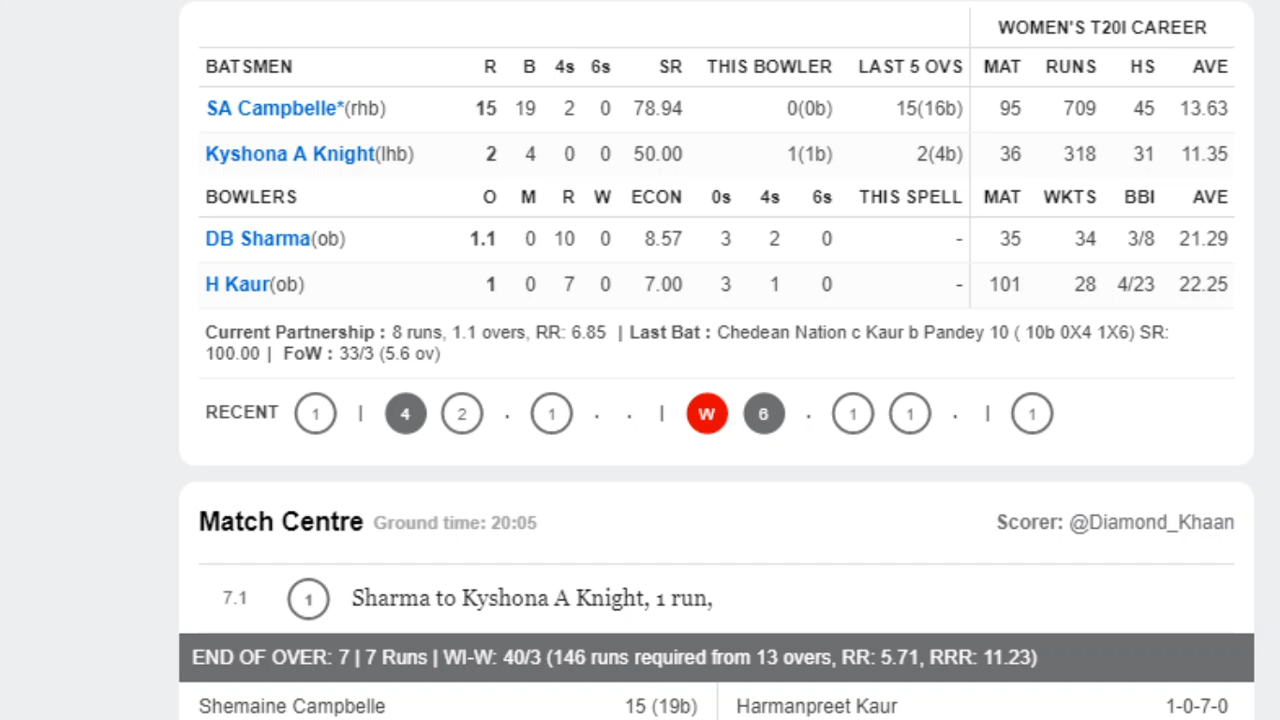 WOMEN'S T20I CAREER
BATSMEN R B 4s 6s SR THIS BOWLER LAST 5 OVS MAT RUNS HS AVE
SA Campbelle*(rhb) 15 19 2 0 78.94 0(0b) 15(16b) 95 709 45 13.63
Kyshona A Knight(lhb) 2 4 0 0 50.00 1(1b) 2(4b) 36 318 31 11.35
BOWLERS O M R W ECON 0s 4s 6s THIS SPELL MAT WKTS BBI AVE
DB Sharma(ob) 1.1 0 10 0 8.57 3 2 0 - 35 34 3/8 21.29
H Kaur(ob) 1 0 7 0 7.00 3 1 0 - 101 28 4/23 22.25
Current Partnership : 8 runs, 1.1 overs, RR: 6.85 | Last Bat : Chedean Nation c Kaur b Pandey 10 ( 10b 0X4 1X6) SR:
100.00 | FoW : 33/3 (5.6 ov)
RECENT 1 | 4 2 . 1 . . | W 6 . 1 1 . | 1
Match Centre Ground time: 20:05 Scorer: @Diamond_Khaan
7.1 1 Sharma to Kyshona A Knight, 1 run,
END OF OVER: 7 | 7 Runs | WI-W: 40/3 (146 runs required from 13 overs, RR: 5.71, RRR: 11.23)
Shemaine Campbelle 15 (19b) Harmanpreet Kaur 1-0-7-0